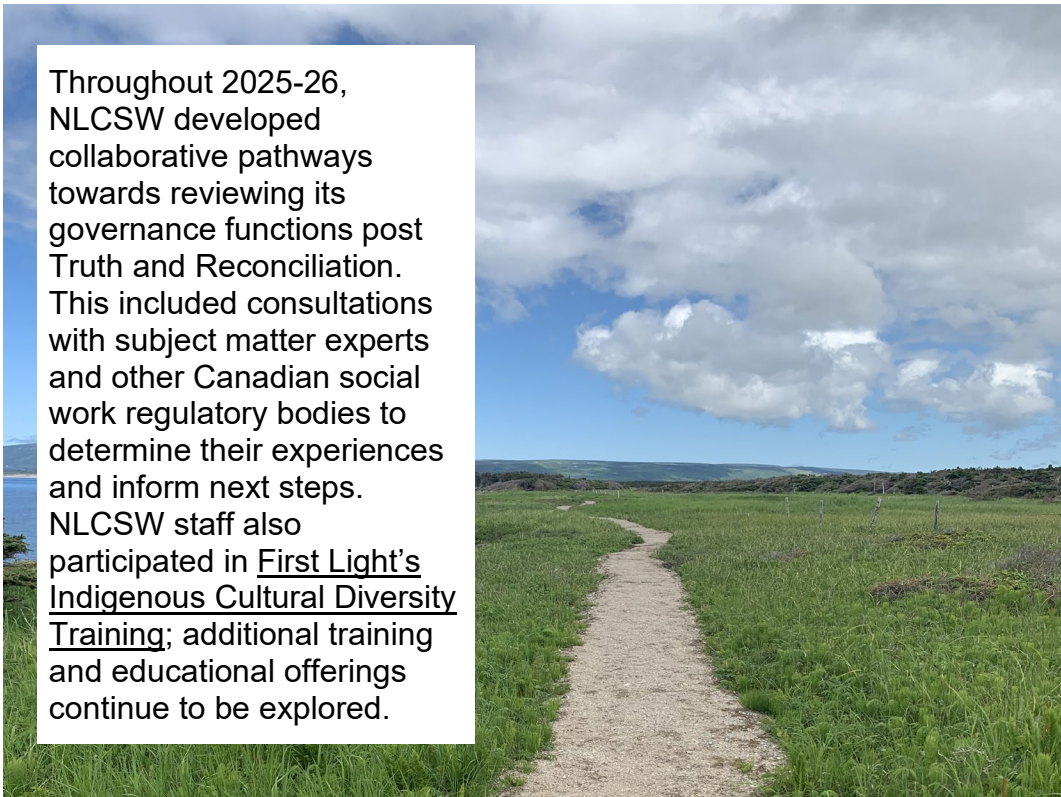 Throughout 2025-26,
NLCSW developed
collaborative pathways
towards reviewing its
governance functions post
Truth and Reconciliation.
This included consultations
with subject matter experts
and other Canadian social
work regulatory bodies to
determine their experiences
and inform next steps.
NLCSW staff also
participated in First Light’s
Indigenous Cultural Diversity
Training; additional training
and educational offerings
continue to be explored.